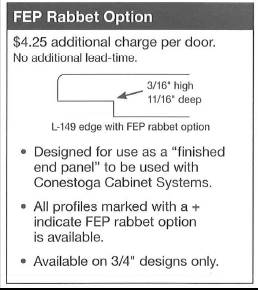 FEP Rabbet Option
$4.25 additional charge per door.
No additional lead-time.
3/16" high
11/16" deep
L-149 edge with FEP rabbet option
• Designed for use as a "finished
end panel" to be used with
Conestoga Cabinet Systems.
• All profiles marked with a +
indicate FEP rabbet option
is available.
• Available on 3/4" designs only.